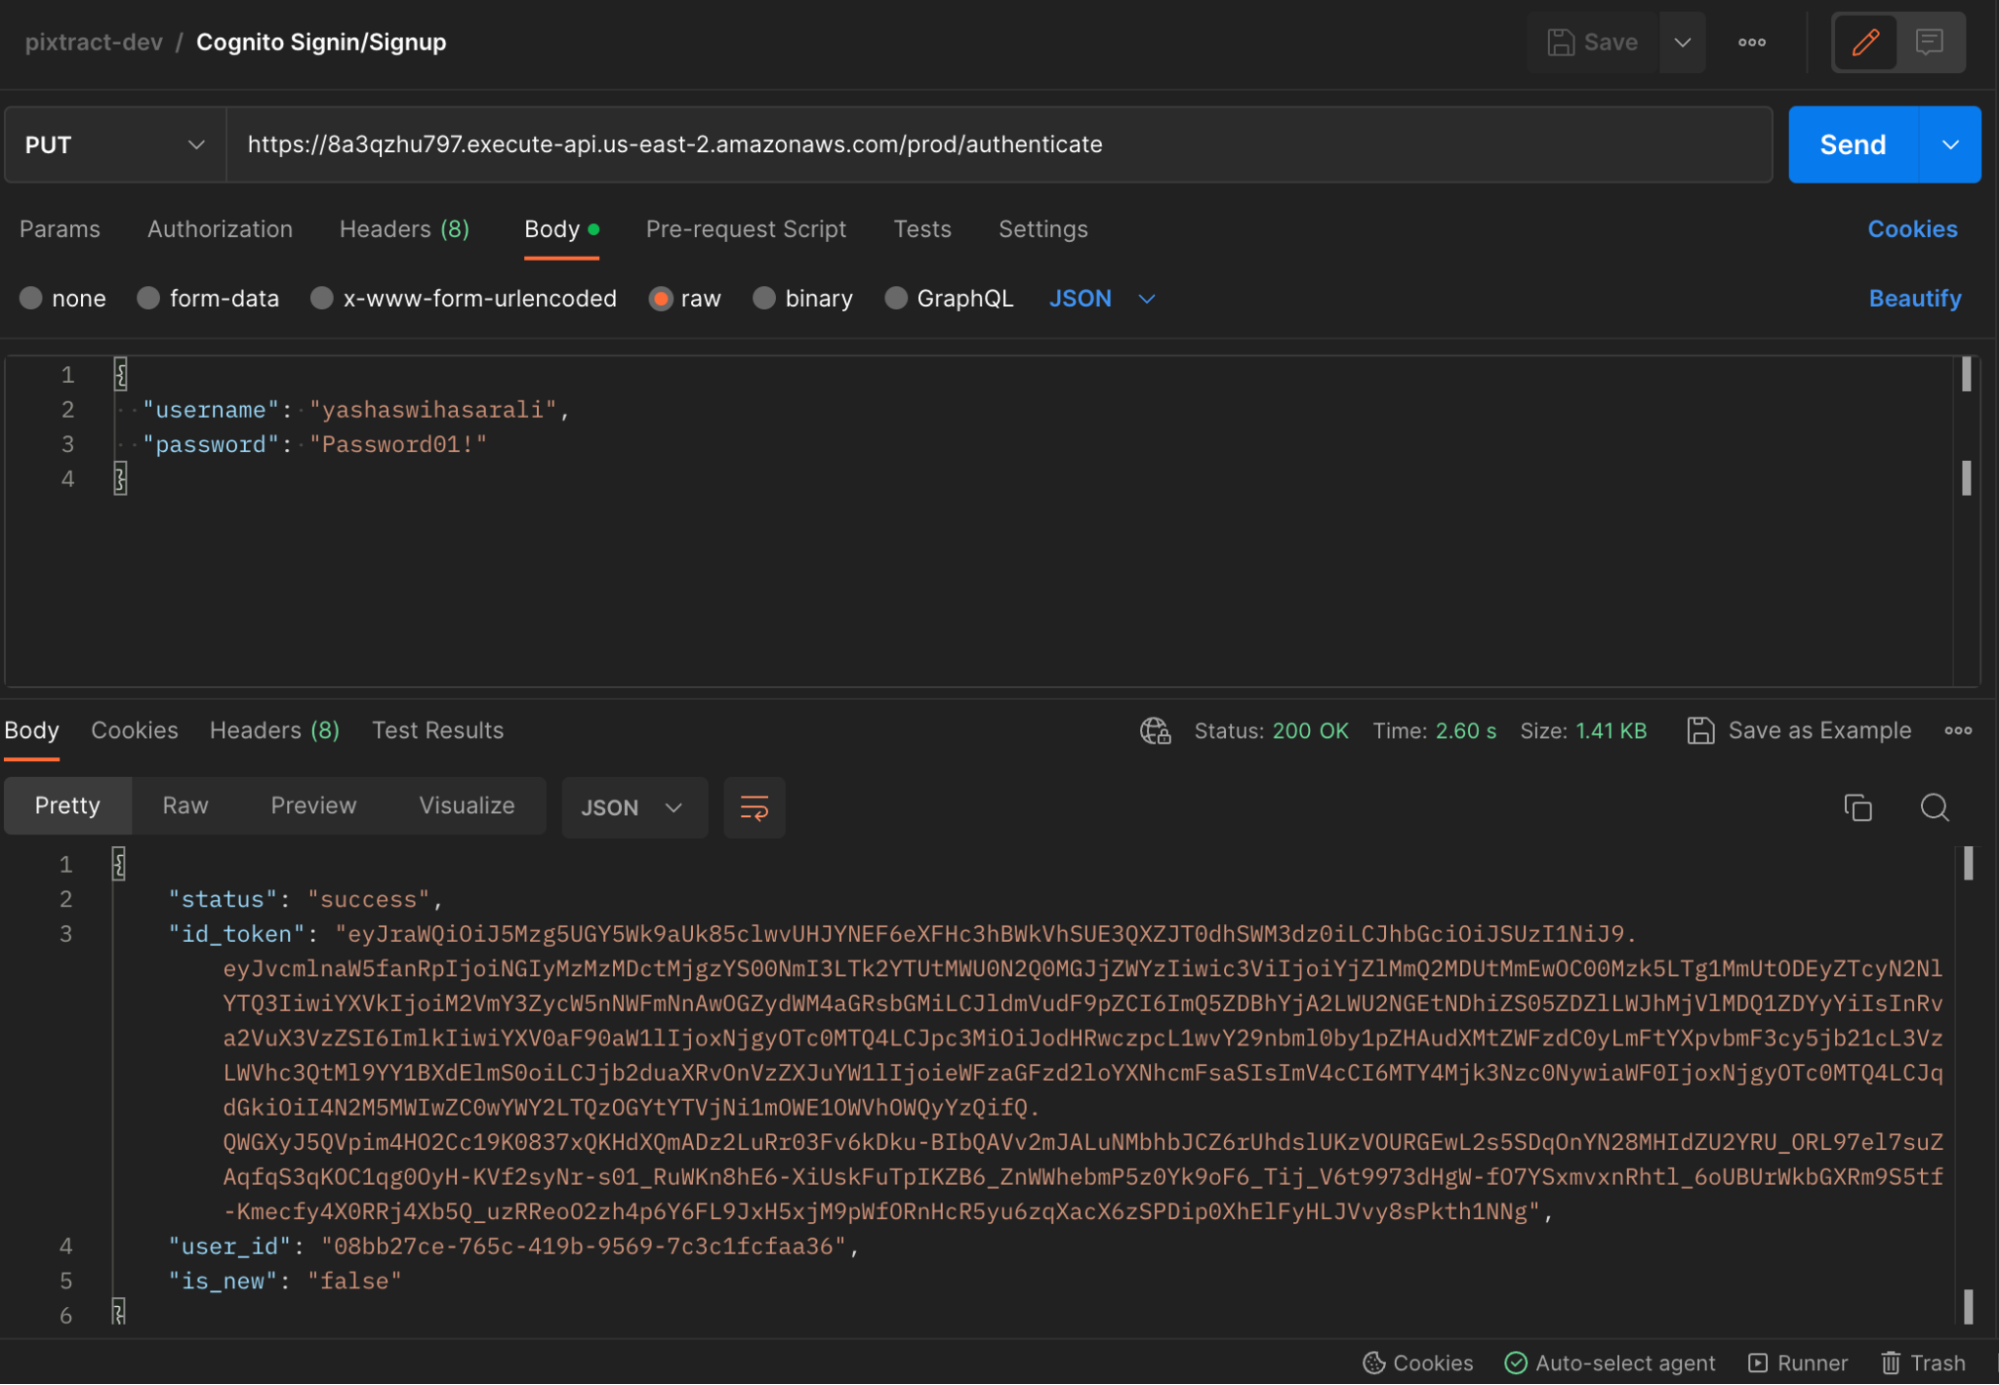 pixtract-dev / Cognito Signin/Signup
Save
PUT
https://8a3qzhu797.execute-api.us-east-2.amazonaws.com/prod/authenticate
Send
Params Authorization Headers (8) Body Pre-request Script Tests Settings Cookies
none form-data x-www-form-urlencoded raw binary GraphQL JSON Beautify
1 {
2 "username": "yashaswihasarali",
3 "password": "Password01!"
4 }
Body Cookies Headers (8) Test Results Status: 200 OK Time: 2.60 s Size: 1.41 KB Save as Example
Pretty Raw Preview Visualize JSON
1 {
2 "status": "success",
3 "id_token": "eyJraWQiOiJ5Mzg5UGY5Wk9aUk85clwvUHJYNEF6eXFHc3hBWkVhSUE3QXZJT0dhSWM3dz0iLCJhbGciOiJSUzI1NiJ9.
eyJvcmlnaW5fanRpIjoiNGIyMzMzMDctMjgzYS00NmI3LTk2YTUtMWU0N2Q0MGJjZWYzIiwic3ViIjoiYjZlMmQ2MDUtMmEwOC00Mzk5LTg1MmUtODEyZTcyN2Nl
YTQ3IiwiYXVkIjoiM2VmY3ZycW5nNWFmNnAwOGZydWM4aGRsbGMiLCJldmVudF9pZCI6ImQ5ZDBhYjA2LWU2NGEtNDhiZS05ZDZlLWJhMjVlMDQ1ZDYyYiIsInRv
a2VuX3VzZSI6ImlkIiwiYXV0aF90aW1lIjoxNjgyOTc0MTQ4LCJpc3MiOiJodHRwczpcL1wvY29nbml0by1pZHAudXMtZWFzdC0yLmFtYXpvbmF3cy5jb21cL3Vz
LWVhc3QtMl9YY1BXdElmS0oiLCJjb2duaXRvOnVzZXJuYW1lIjoieWFzaGFzd2loYXNhcmFsaSIsImV4cCI6MTY4Mjk3Nzc0NywiaWF0IjoxNjgyOTc0MTQ4LCJq
dGkiOiI4N2M5MWIwZC0wYWY2LTQzOGYtYTVjNi1mOWE1OWVhOWQyYzQifQ.
QWGXyJ5QVpim4HO2Cc19K0837xQKHdXQmADz2LuRr03Fv6kDku-BIbQAVv2mJALuNMbhbJCZ6rUhdslUKzVOURGEwL2s5SDqOnYN28MHIdZU2YRU_ORL97el7suZ
AqfqS3qKOC1qg0OyH-KVf2syNr-s01_RuWKn8hE6-XiUskFuTpIKZB6_ZnWWhebmP5z0Yk9oF6_Tij_V6t9973dHgW-fO7YSxmvxnRhtl_6oUBUrWkbGXRm9S5tf
-Kmecfy4X0RRj4Xb5Q_uzRReoO2zh4p6Y6FL9JxH5xjM9pWfORnHcR5yu6zqXacX6zSPDip0XhElFyHLJVvy8sPkth1NNg",
4 "user_id": "08bb27ce-765c-419b-9569-7c3c1fcfaa36",
5 "is_new": "false"
6 }
Cookies Auto-select agent Runner Trash